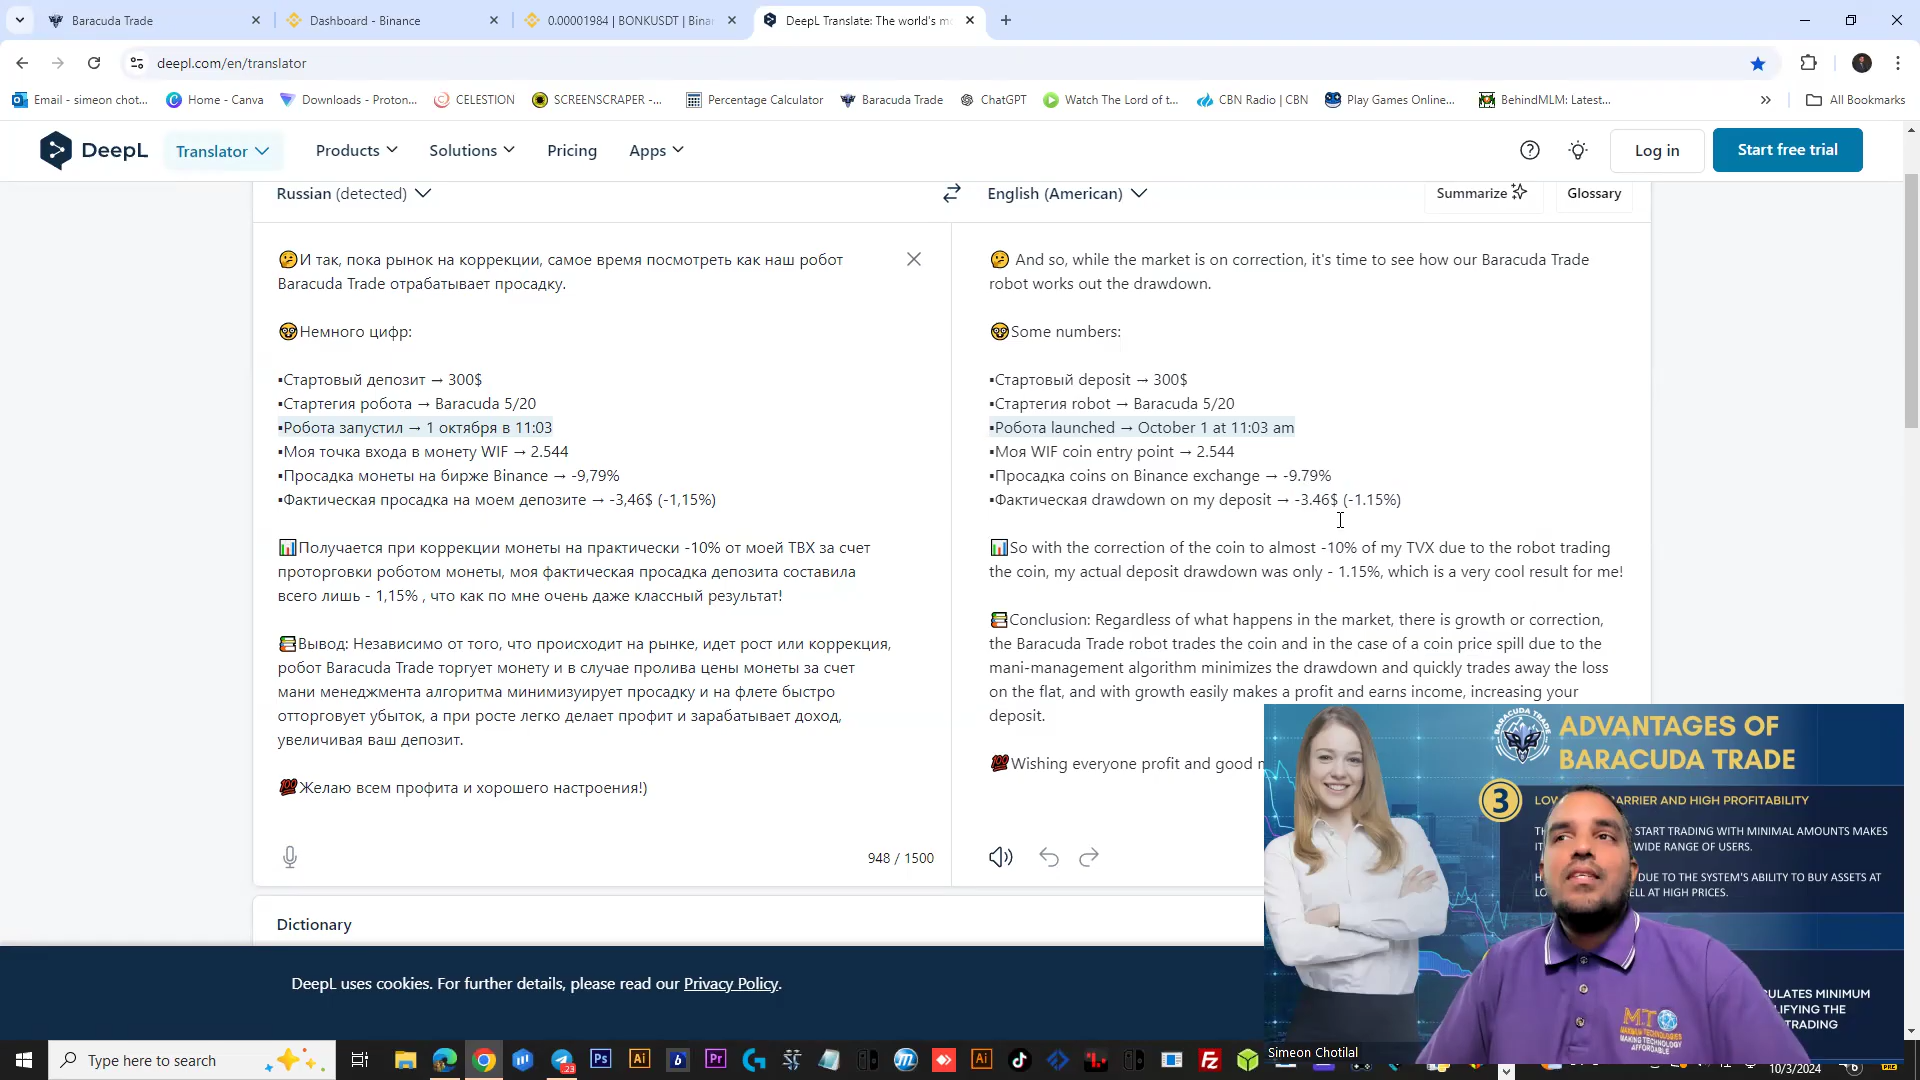 Baracuda Trade
Dashboard - Binance
0.00001984 | BONKUSDT | Binan
DeepL Translate: The world's mo
deepl.com/en/translator
Email - simeon chot...
Home - Canva
Downloads - Proton...
CELESTION
SCREENSCRAPER -...
Percentage Calculator
Baracuda Trade
ChatGPT
Watch The Lord of t...
CBN Radio | CBN
Play Games Online...
BehindMLM: Latest...
All Bookmarks
DeepL
Translator
Products
Solutions
Pricing
Apps
Log in
Start free trial
Russian (detected)
English (American)
Summarize
Glossary
🤔И так, пока рынок на коррекции, самое время посмотреть как наш робот
Baracuda Trade отрабатывает просадку.
🤓Немного цифр:
▪Стартовый депозит → 300$
▪Стартегия робота → Baracuda 5/20
▪Робота запустил → 1 октября в 11:03
▪Моя точка входа в монету WIF → 2.544
▪Просадка монеты на бирже Binance → -9,79%
▪Фактическая просадка на моем депозите → -3,46$ (-1,15%)
📊Получается при коррекции монеты на практически -10% от моей ТВХ за счет
проторговки роботом монеты, моя фактическая просадка депозита составила
всего лишь - 1,15% , что как по мне очень даже классный результат!
📚Вывод: Независимо от того, что происходит на рынке, идет рост или коррекция,
робот Baracuda Trade торгует монету и в случае пролива цены монеты за счет
мани менеджмента алгоритма минимизуирует просадку и на флете быстро
отторговует убыток, а при росте легко делает профит и зарабатывает доход,
увеличивая ваш депозит.
💯Желаю всем профита и хорошего настроения!)
948 / 1500
🤔 And so, while the market is on correction, it's time to see how our Baracuda Trade
robot works out the drawdown.
🤓Some numbers:
▪Стартовый deposit → 300$
▪Стартегия robot → Baracuda 5/20
▪Робота launched → October 1 at 11:03 am
▪Моя WIF coin entry point → 2.544
▪Просадка coins on Binance exchange → -9.79%
▪Фактическая drawdown on my deposit → -3.46$ (-1.15%)
📊So with the correction of the coin to almost -10% of my TVX due to the robot trading
the coin, my actual deposit drawdown was only - 1.15%, which is a very cool result for me!
📚Conclusion: Regardless of what happens in the market, there is growth or correction,
the Baracuda Trade robot trades the coin and in the case of a coin price spill due to the
mani-management algorithm minimizes the drawdown and quickly trades away the loss
on the flat, and with growth easily makes a profit and earns income, increasing your
deposit.
💯Wishing everyone profit and good
Dictionary
DeepL uses cookies. For further details, please read our Privacy Policy.
BARACUDA TRADE
ADVANTAGES OF
BARACUDA TRADE
3
LOW ARRIER AND HIGH PROFITABILITY
START TRADING WITH MINIMAL AMOUNTS MAKES
WIDE RANGE OF USERS.
DUE TO THE SYSTEM'S ABILITY TO BUY ASSETS AT
ELL AT HIGH PRICES.
ULATES MINIMUM
LIFYING THE
TRADING
MTO
MAKING TECHNOLOGY
AFFORDABLE
Simeon Chotilal
Type here to search
10/3/2024